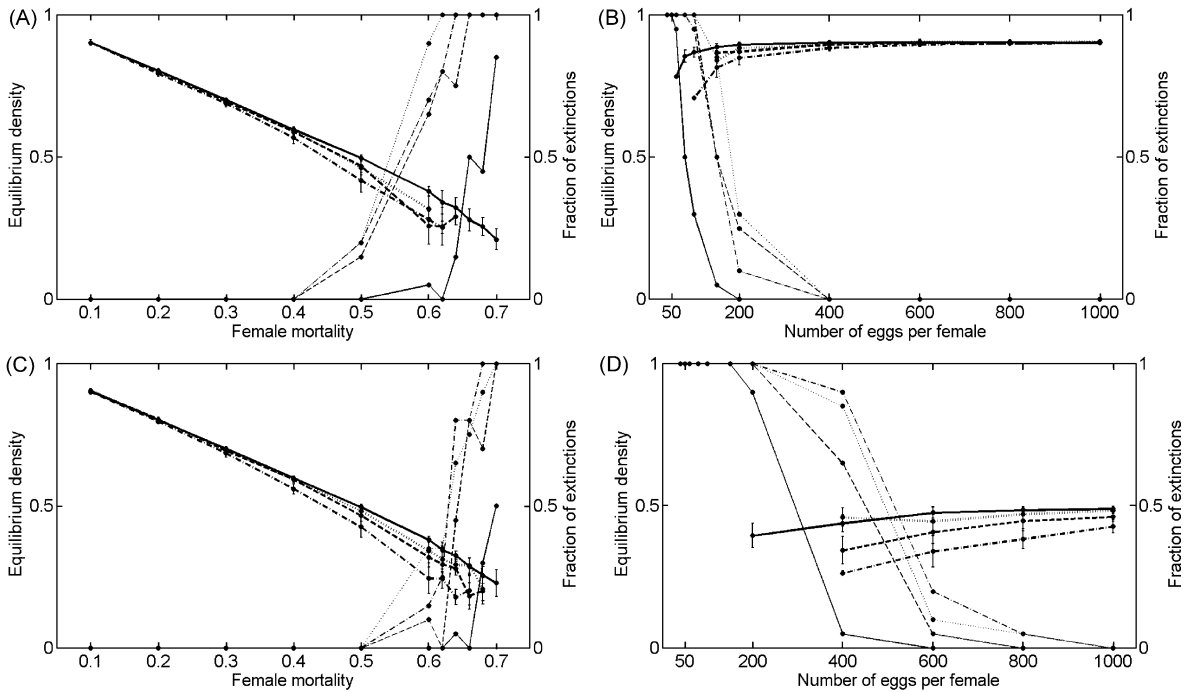 (A)
1
0.5
0
Equilibrium density
0.1 0.2 0.3 0.4 0.5 0.6 0.7
Female mortality
1
0.5
0
Fraction of extinctions
(B)
1
0.5
0
Equilibrium density
50 200 400 600 800 1000
Number of eggs per female
1
0.5
0
Fraction of extinctions
(C)
1
0.5
0
Equilibrium density
0.1 0.2 0.3 0.4 0.5 0.6 0.7
Female mortality
1
0.5
0
Fraction of extinctions
(D)
1
0.5
0
Equilibrium density
50 200 400 600 800 1000
Number of eggs per female
1
0.5
0
Fraction of extinctions